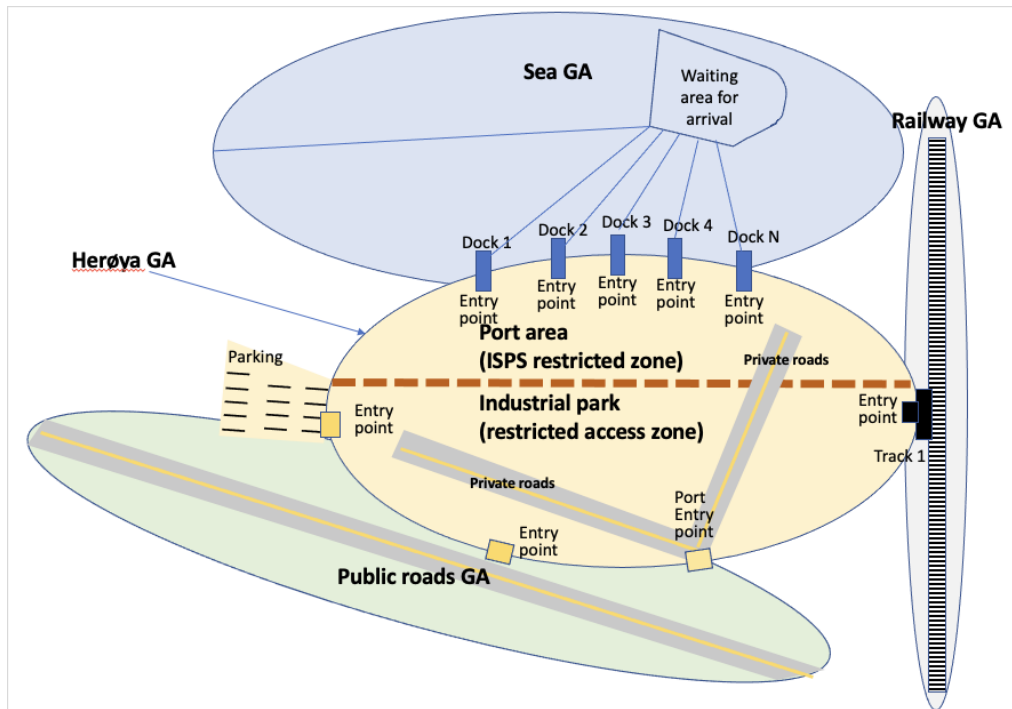 Sea GA
Waiting
area for
arrival
Railway GA
Dock 1
Dock 2
Dock 3
Dock 4
Dock N
Herøya GA
Entry
point
Entry
point
Entry
point
Entry
point
Entry
point
Port area
(ISPS restricted zone)
Private roads
Parking
Entry
point
Industrial park
(restricted access zone)
Entry
point
Track 1
Private roads
Port
Entry
point
Entry
point
Public roads GA